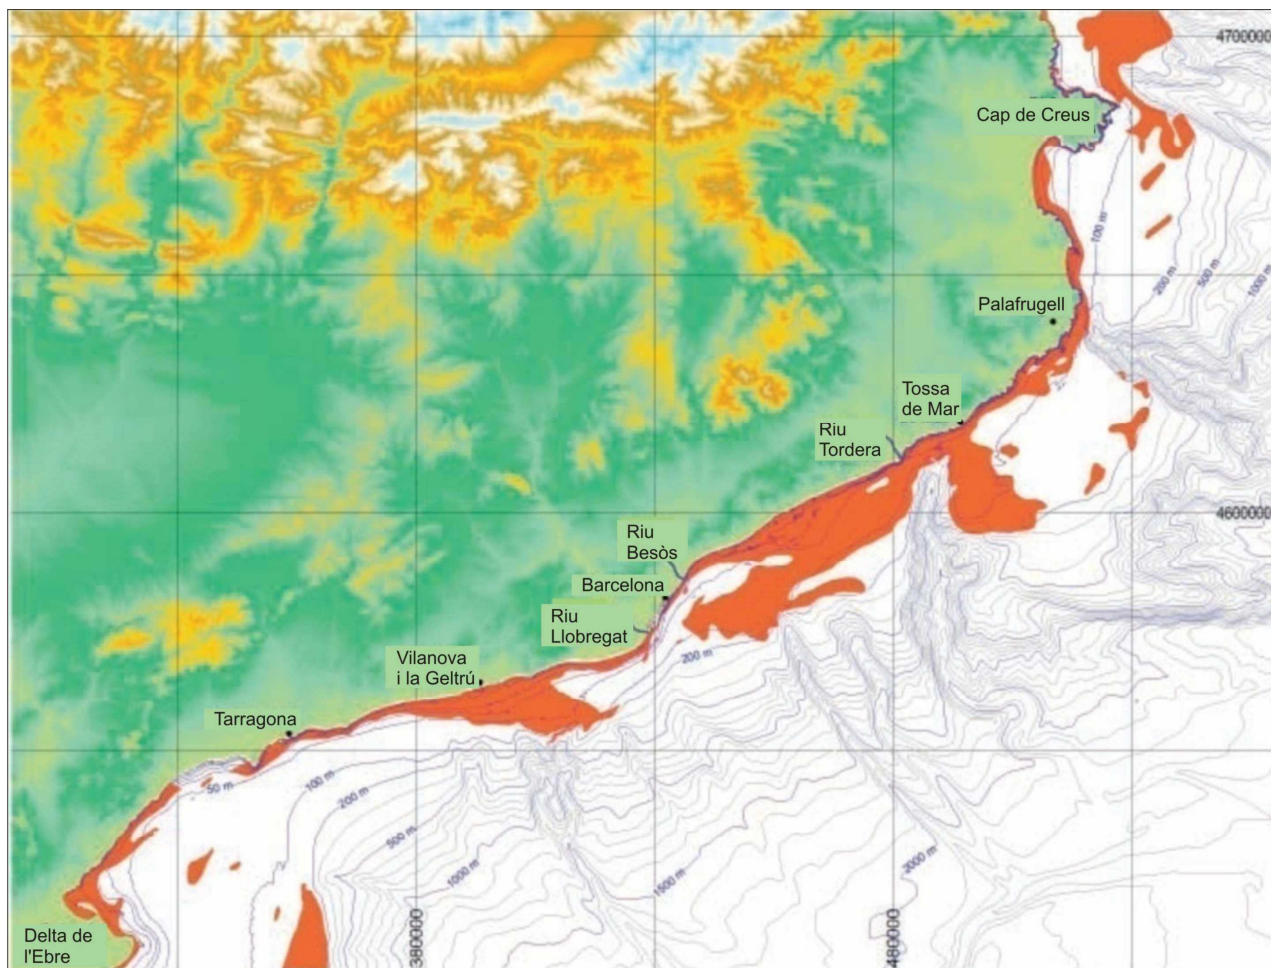 4700000
Cap de Creus
100 m
200 m
500 m
1000 m
Palafrugell
Tossa
de Mar
Riu
Tordera
4600000
Riu
Besòs
Barcelona
Riu
Llobregat
200 m
Vilanova
i la Geltrú
Tarragona
50 m
100 m
200 m
500 m
1000 m
1500 m
2000 m
380000
480000
Delta de
l'Ebre